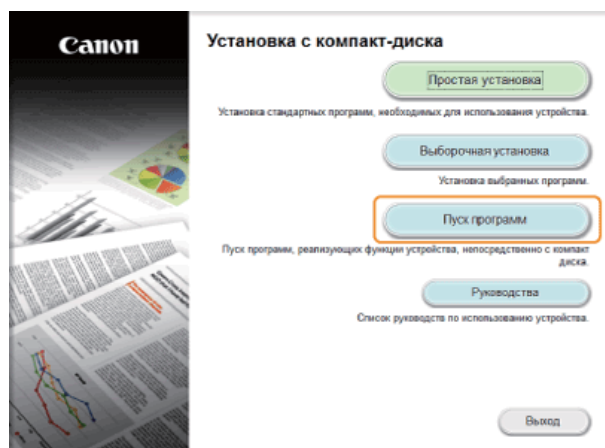 Canon
Установка с компакт-диска
Простая установка
Установка стандартных программ, необходимых для использования устройства.
Выборочная установка
Установка выбранных программ.
Пуск программ
Пуск программ, реализующих функции устройства, непосредственно с компакт
диска.
Руководства
Список руководств по использованию устройства.
Выход